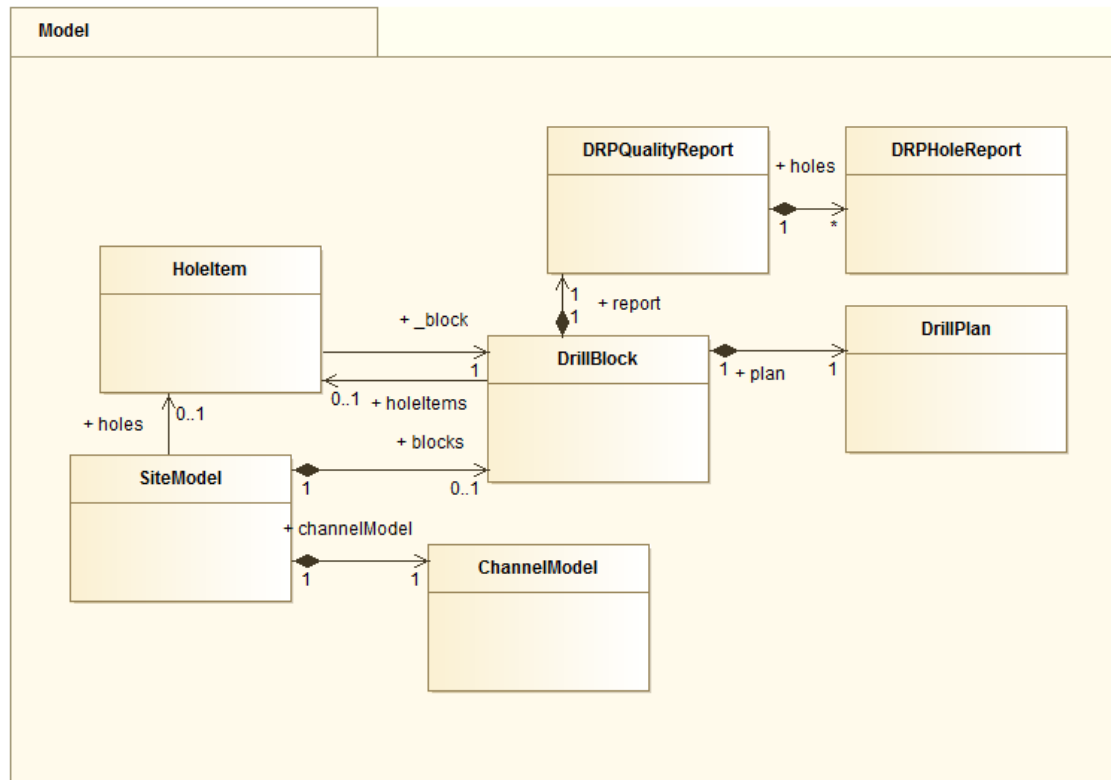 Model
DRPQualityReport
+ holes
DRPHoleReport
1
*
HoleItem
1
+ report
1
+ _block
1
DrillBlock
1
+ plan
1
DrillPlan
0..1
+ holeItems
+ holes
0..1
+ blocks
SiteModel
1
0..1
+ channelModel
1
1
ChannelModel